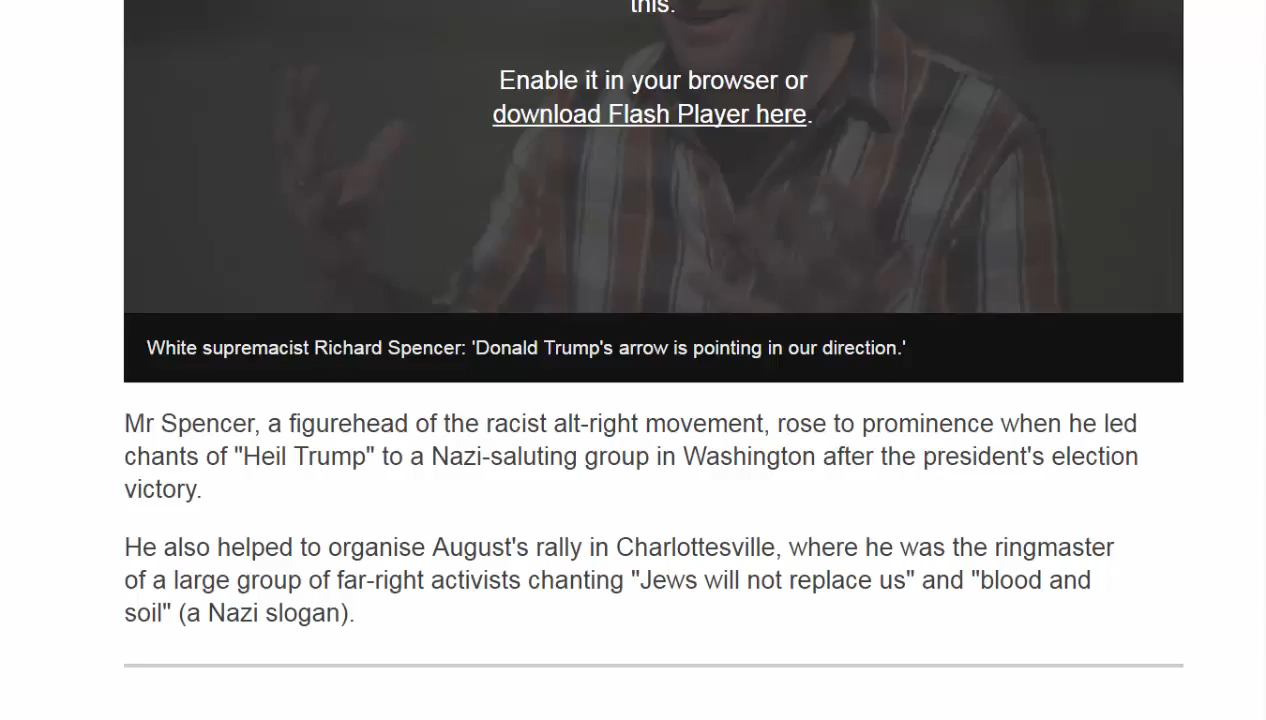 this.
Enable it in your browser or
download Flash Player here.
White supremacist Richard Spencer: 'Donald Trump's arrow is pointing in our direction.'
Mr Spencer, a figurehead of the racist alt-right movement, rose to prominence when he led
chants of "Heil Trump" to a Nazi-saluting group in Washington after the president's election
victory.
He also helped to organise August's rally in Charlottesville, where he was the ringmaster
of a large group of far-right activists chanting "Jews will not replace us" and "blood and
soil" (a Nazi slogan).